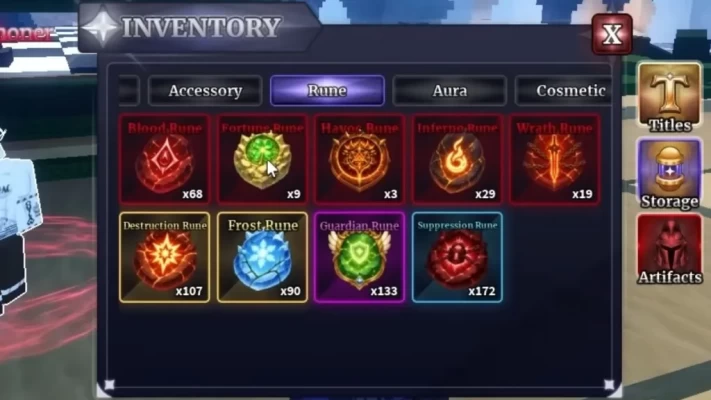 INVENTORY
X
Accessory
Rune
Aura
Cosmetic
Blood Rune
x68
Fortune Rune
x9
Havoc Rune
x3
Inferno Rune
x29
Wrath Rune
x19
Destruction Rune
x107
Frost Rune
x90
Guardian Rune
x133
Suppression Rune
x172
Titles
Storage
Artifacts